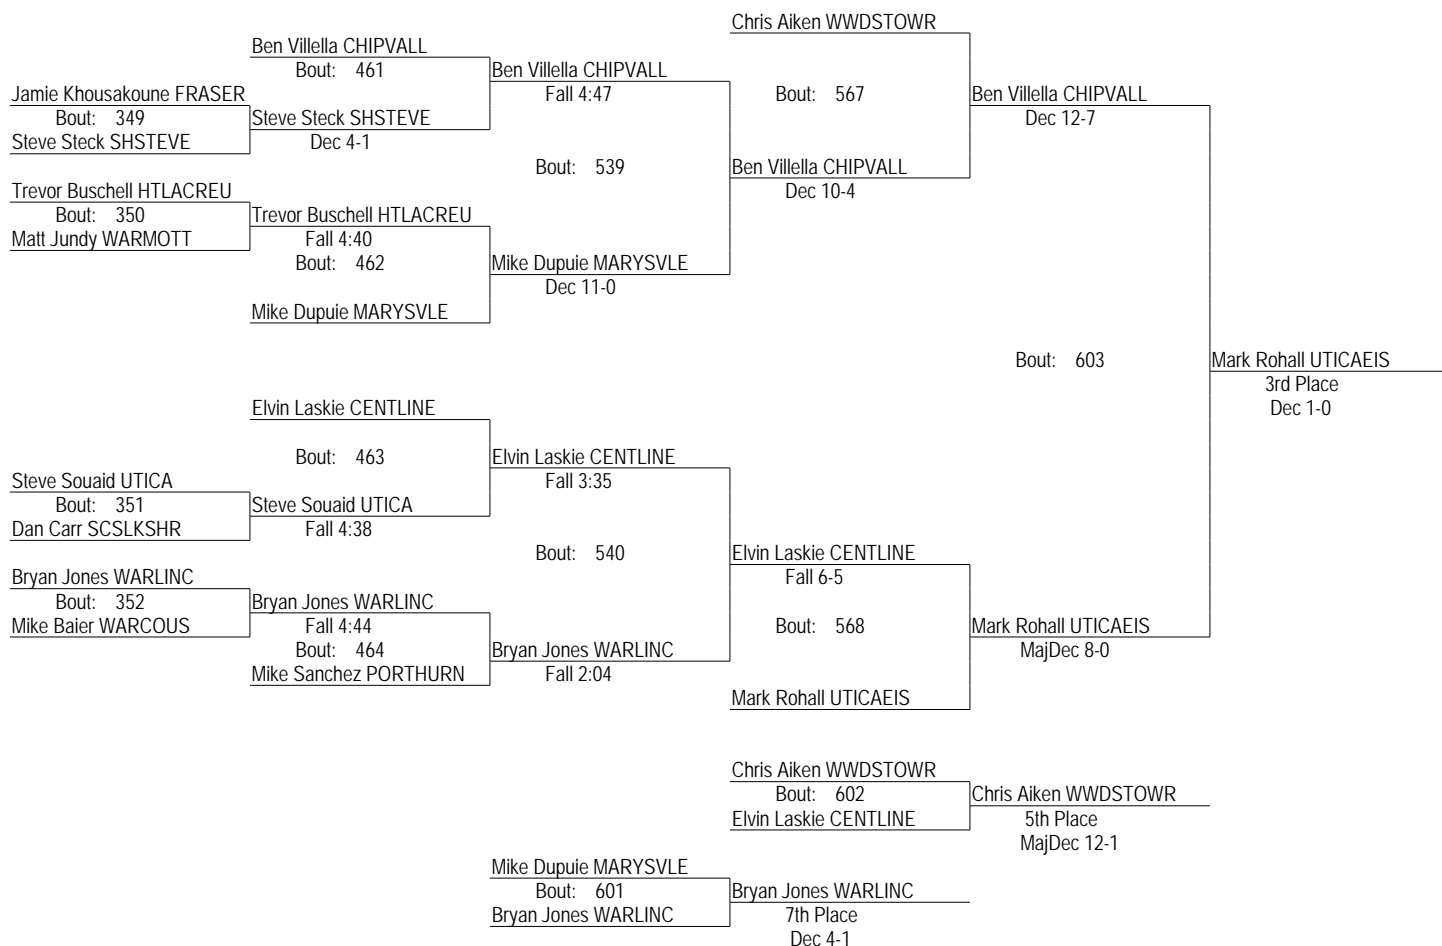 Chris Aiken WWDSTOWR
Ben Villella CHIPVALL
Bout: 461
Ben Villella CHIPVALL
Fall 4:47
Jamie Khousakoune FRASER
Bout: 349
Steve Steck SHSTEVE
Steve Steck SHSTEVE
Dec 4-1
Bout: 567
Ben Villella CHIPVALL
Dec 12-7
Bout: 539
Ben Villella CHIPVALL
Dec 10-4
Trevor Buschell HTLACREU
Bout: 350
Matt Jundy WARMOTT
Trevor Buschell HTLACREU
Fall 4:40
Bout: 462
Mike Dupuie MARYSVLE
Dec 11-0
Mike Dupuie MARYSVLE
Bout: 603
Mark Rohall UTICAEIS
3rd Place
Dec 1-0
Elvin Laskie CENTLINE
Bout: 463
Elvin Laskie CENTLINE
Fall 3:35
Steve Souaid UTICA
Bout: 351
Dan Carr SCSLKSHR
Steve Souaid UTICA
Fall 4:38
Bout: 540
Elvin Laskie CENTLINE
Fall 6-5
Bryan Jones WARLINC
Bout: 352
Mike Baier WARCOUS
Bryan Jones WARLINC
Fall 4:44
Bout: 464
Mike Sanchez PORTHURN
Bryan Jones WARLINC
Fall 2:04
Bout: 568
Mark Rohall UTICAEIS
MajDec 8-0
Mark Rohall UTICAEIS
Chris Aiken WWDSTOWR
Bout: 602
Elvin Laskie CENTLINE
Chris Aiken WWDSTOWR
5th Place
MajDec 12-1
Mike Dupuie MARYSVLE
Bout: 601
Bryan Jones WARLINC
Bryan Jones WARLINC
7th Place
Dec 4-1